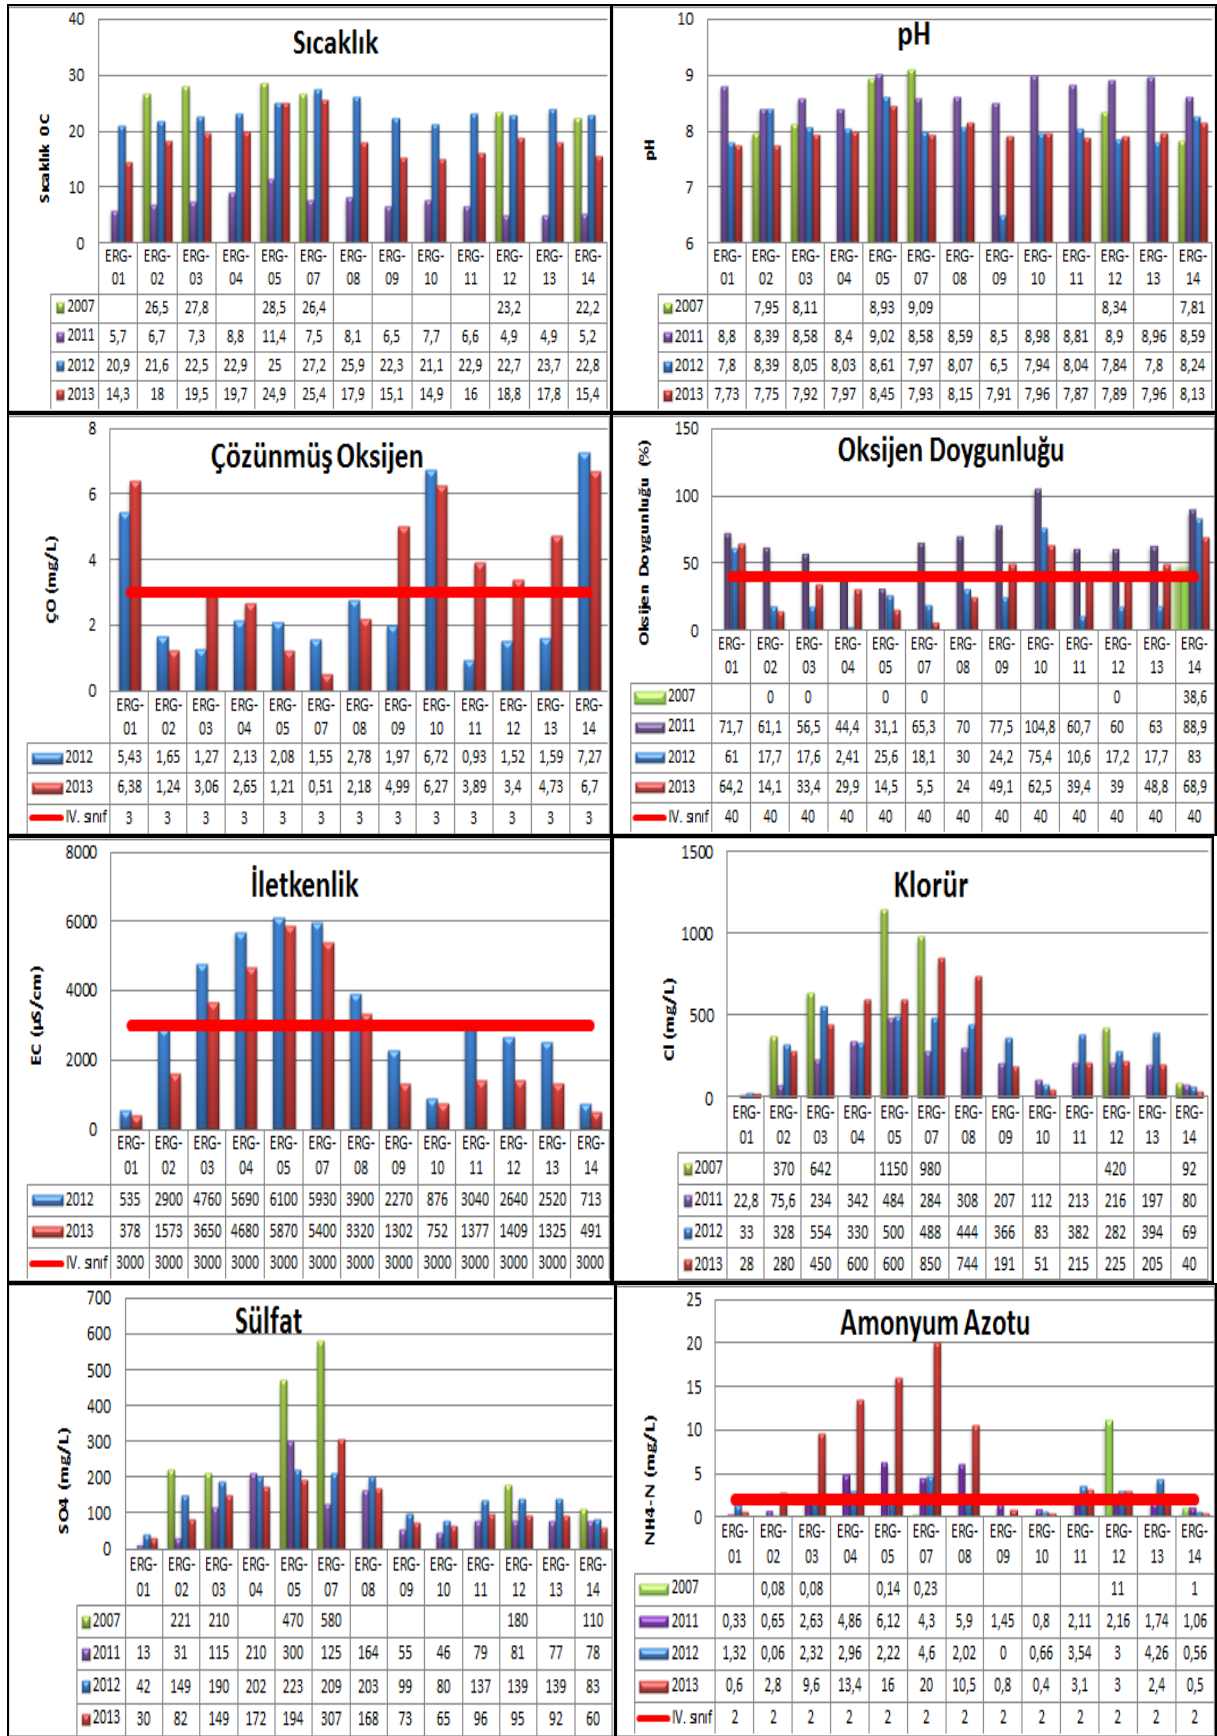 Sıcaklık
Sıcaklık 0C
40
30
20
10
0
ERG-01 ERG-02 ERG-03 ERG-04 ERG-05 ERG-07 ERG-08 ERG-09 ERG-10 ERG-11 ERG-12 ERG-13 ERG-14
2007 26,5 27,8 28,5 26,4 23,2 22,2
2011 5,7 6,7 7,3 8,8 11,4 7,5 8,1 6,5 7,7 6,6 4,9 4,9 5,2
2012 20,9 21,6 22,5 22,9 25 27,2 25,9 22,3 21,1 22,9 22,7 23,7 22,8
2013 14,3 18 19,5 19,7 24,9 25,4 17,9 15,1 14,9 16 18,8 17,8 15,4
pH
pH
10
9
8
7
6
ERG-01 ERG-02 ERG-03 ERG-04 ERG-05 ERG-07 ERG-08 ERG-09 ERG-10 ERG-11 ERG-12 ERG-13 ERG-14
2007 7,95 8,11 8,93 9,09 8,34 7,81
2011 8,8 8,39 8,58 8,4 9,02 8,58 8,59 8,5 8,98 8,81 8,9 8,96 8,59
2012 7,8 8,39 8,05 8,03 8,61 7,97 8,07 6,5 7,94 8,04 7,84 7,8 8,24
2013 7,73 7,75 7,92 7,97 8,45 7,93 8,15 7,91 7,96 7,87 7,89 7,96 8,13
Çözünmüş Oksijen
ÇO (mg/L)
8
6
4
2
0
ERG-01 ERG-02 ERG-03 ERG-04 ERG-05 ERG-07 ERG-08 ERG-09 ERG-10 ERG-11 ERG-12 ERG-13 ERG-14
2012 5,43 1,65 1,27 2,13 2,08 1,55 2,78 1,97 6,72 0,93 1,52 1,59 7,27
2013 6,38 1,24 3,06 2,65 1,21 0,51 2,18 4,99 6,27 3,89 3,4 4,73 6,7
IV. sınıf 3 3 3 3 3 3 3 3 3 3 3 3 3
Oksijen Doygunluğu
Oksijen Doygunluğu (%)
150
100
50
0
ERG-01 ERG-02 ERG-03 ERG-04 ERG-05 ERG-07 ERG-08 ERG-09 ERG-10 ERG-11 ERG-12 ERG-13 ERG-14
2007 0 0 0 0 0 38,6
2011 71,7 61,1 56,5 44,4 31,1 65,3 70 77,5 104,8 60,7 60 63 88,9
2012 61 17,7 17,6 2,41 25,6 18,1 30 24,2 75,4 10,6 17,2 17,7 83
2013 64,2 14,1 33,4 29,9 14,5 5,5 24 49,1 62,5 39,4 39 48,8 68,9
IV. sınıf 40 40 40 40 40 40 40 40 40 40 40 40 40
İletkenlik
EC (µS/cm)
8000
6000
4000
2000
0
ERG-01 ERG-02 ERG-03 ERG-04 ERG-05 ERG-07 ERG-08 ERG-09 ERG-10 ERG-11 ERG-12 ERG-13 ERG-14
2012 535 2900 4760 5690 6100 5930 3900 2270 876 3040 2640 2520 713
2013 378 1573 3650 4680 5870 5400 3320 1302 752 1377 1409 1325 491
IV. sınıf 3000 3000 3000 3000 3000 3000 3000 3000 3000 3000 3000 3000 3000
Klorür
Cl (mg/L)
1500
1000
500
0
ERG-01 ERG-02 ERG-03 ERG-04 ERG-05 ERG-07 ERG-08 ERG-09 ERG-10 ERG-11 ERG-12 ERG-13 ERG-14
2007 370 642 1150 980 420 92
2011 22,8 75,6 234 342 484 284 308 207 112 213 216 197 80
2012 33 328 554 330 500 488 444 366 83 382 282 394 69
2013 28 280 450 600 600 850 744 191 51 215 225 205 40
Sülfat
SO4 (mg/L)
700
600
500
400
300
200
100
0
ERG-01 ERG-02 ERG-03 ERG-04 ERG-05 ERG-07 ERG-08 ERG-09 ERG-10 ERG-11 ERG-12 ERG-13 ERG-14
2007 221 210 470 580 180 110
2011 13 31 115 210 300 125 164 55 46 79 81 77 78
2012 42 149 190 202 223 209 203 99 80 137 139 139 83
2013 30 82 149 172 194 307 168 73 65 96 95 92 60
Amonyum Azotu
NH4-N (mg/L)
25
20
15
10
5
0
ERG-01 ERG-02 ERG-03 ERG-04 ERG-05 ERG-07 ERG-08 ERG-09 ERG-10 ERG-11 ERG-12 ERG-13 ERG-14
2007 0,08 0,08 0,14 0,23 11 1
2011 0,33 0,65 2,63 4,86 6,12 4,3 5,9 1,45 0,8 2,11 2,16 1,74 1,06
2012 1,32 0,06 2,32 2,96 2,22 4,6 2,02 0 0,66 3,54 3 4,26 0,56
2013 0,6 2,8 9,6 13,4 16 20 10,5 0,8 0,4 3,1 3 2,4 0,5
IV. sınıf 2 2 2 2 2 2 2 2 2 2 2 2 2